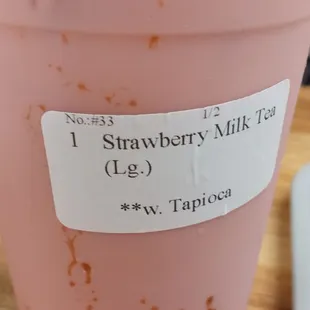 No.:#33 1/2
1 Strawberry Milk Tea
(Lg.)
**w. Tapioca